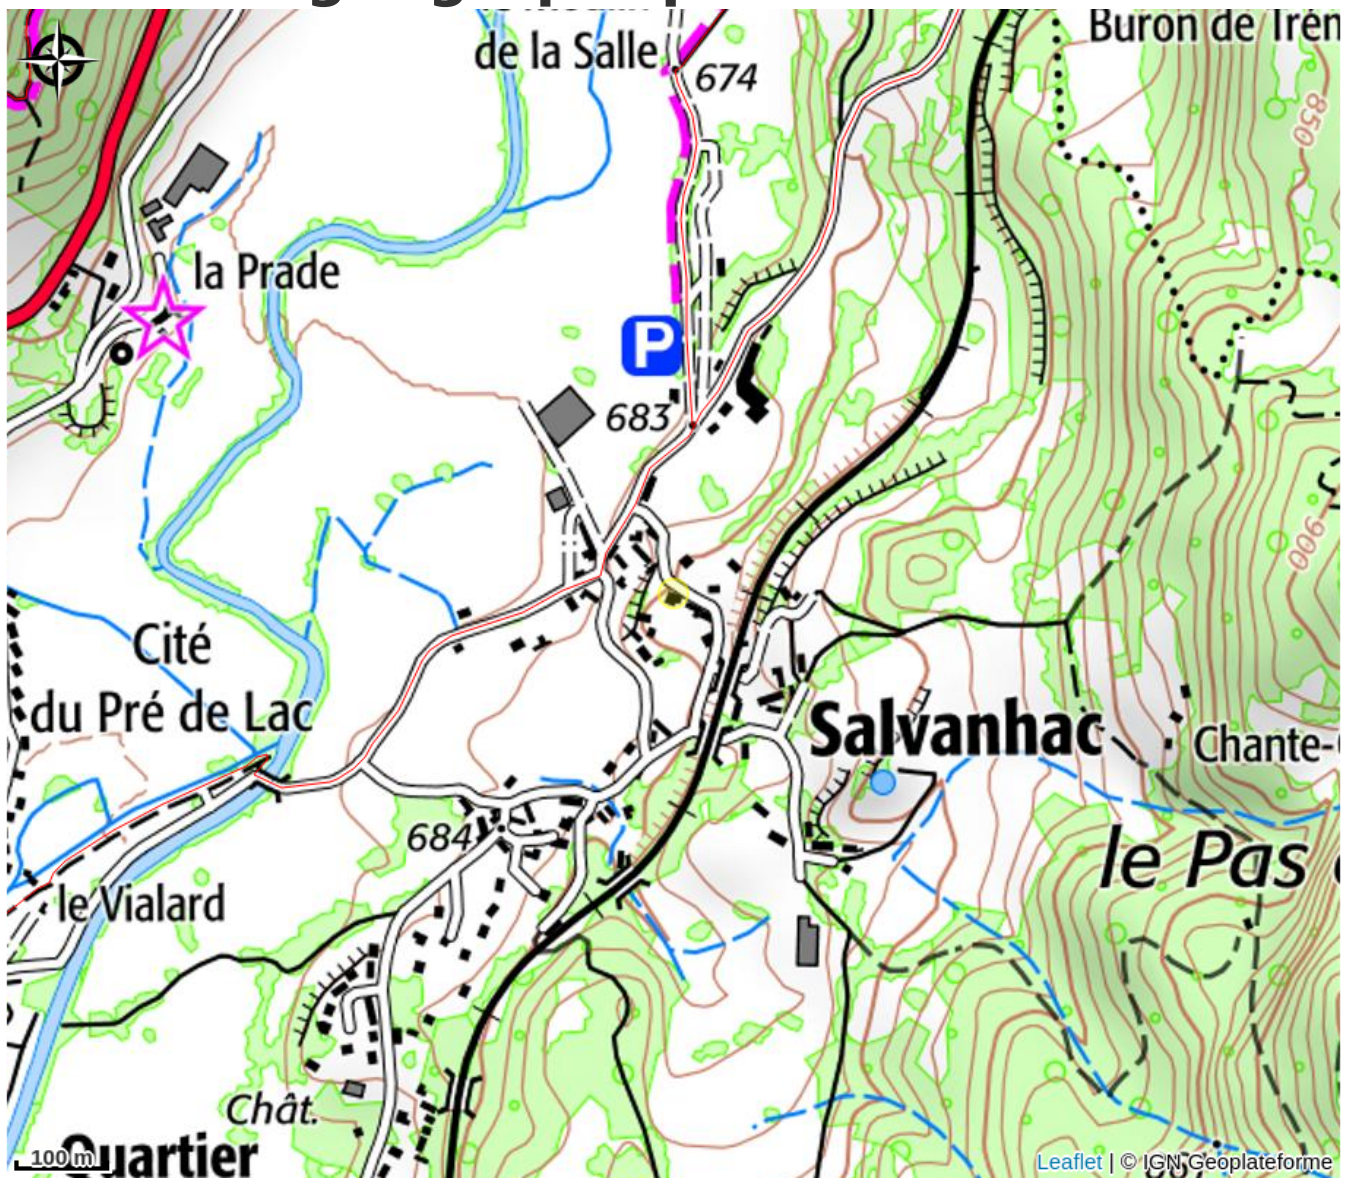 de la Salle
674
Buron de
850
la Prade
P
683
900
Cité
du Pré de Lac
Salvanhac
Chante-
684
le Pas
le Vialard
Chât.
Quartier
100 m
Leaflet | © IGN Geoplateforme